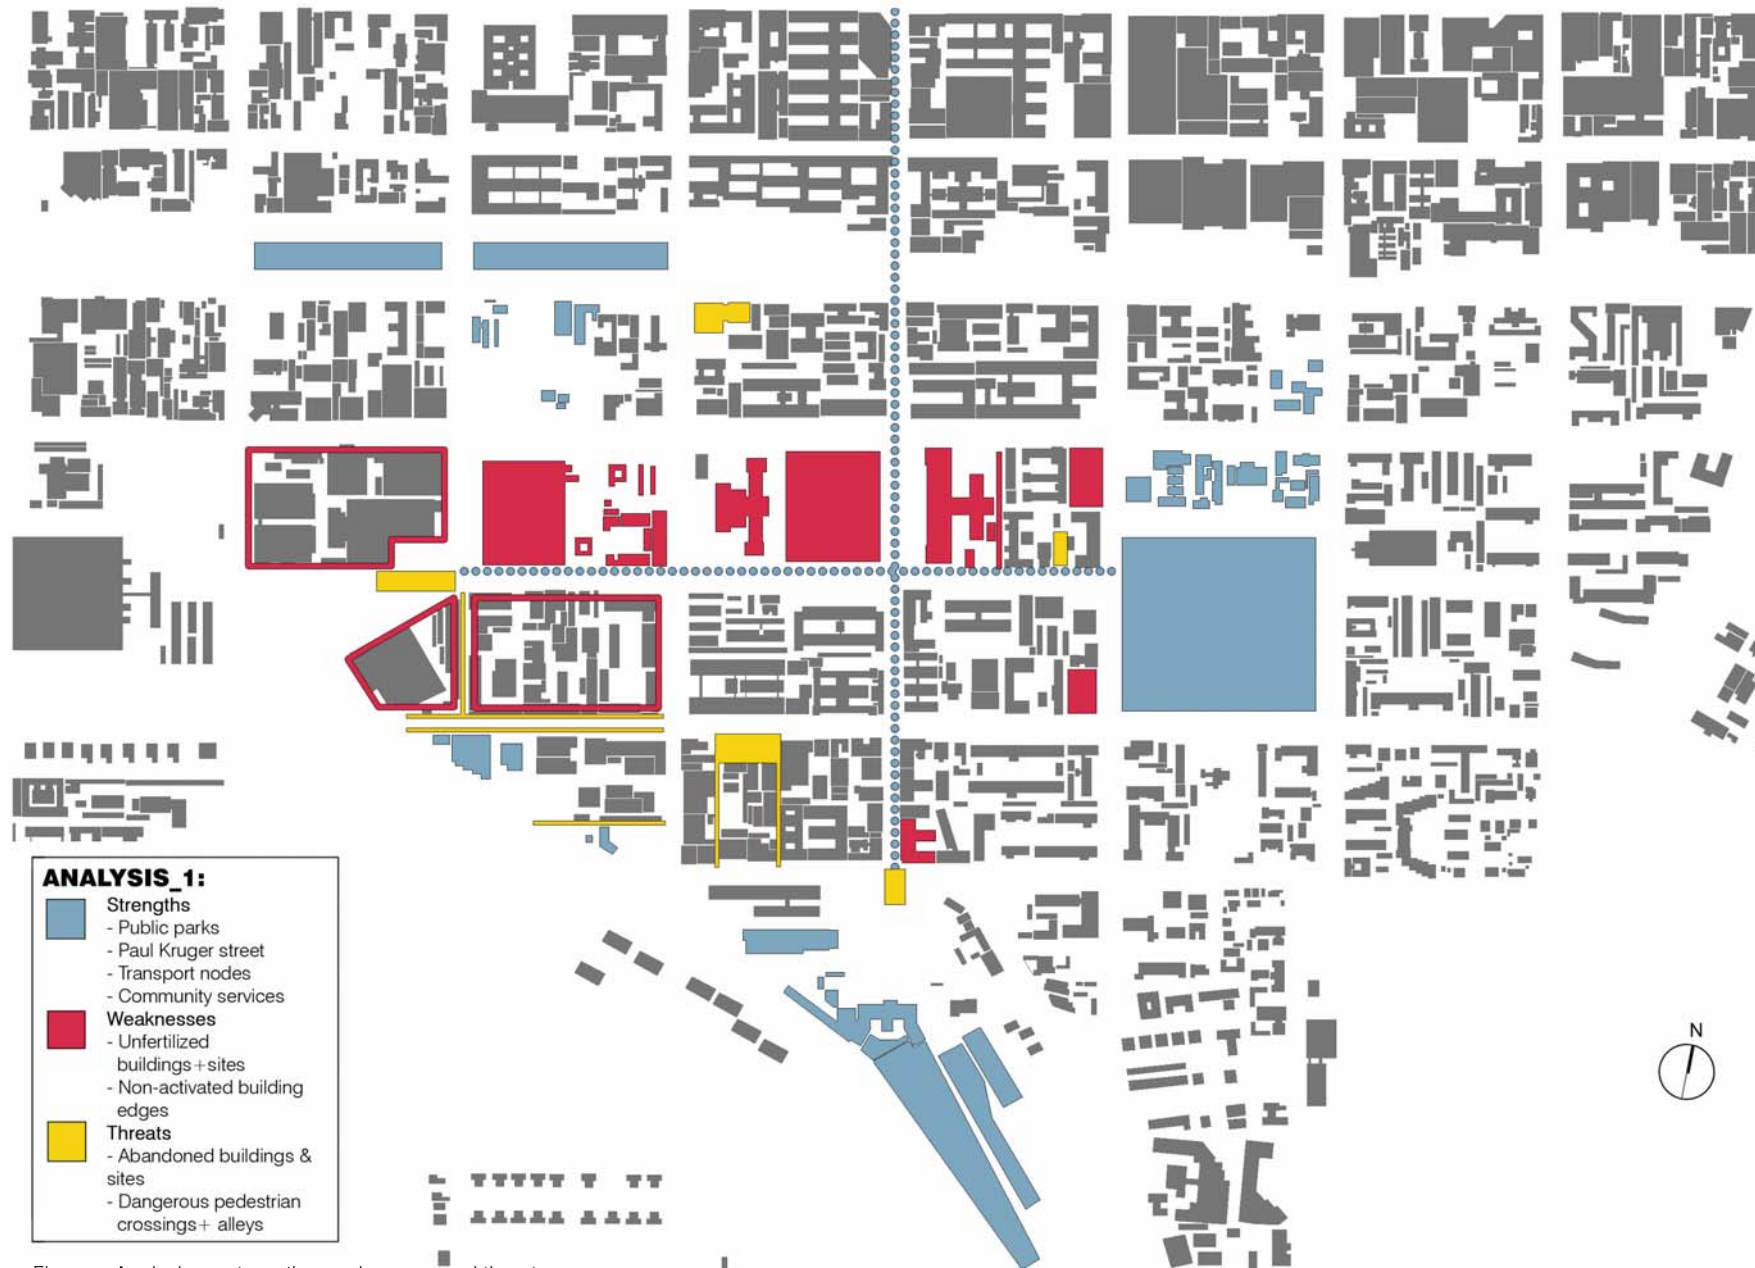 ANALYSIS_1:
Strengths
- Public parks
- Paul Kruger street
- Transport nodes
- Community services
Weaknesses
- Unfertilized
buildings+sites
- Non-activated building
edges
Threats
- Abandoned buildings &
sites
- Dangerous pedestrian
crossings+ alleys
N